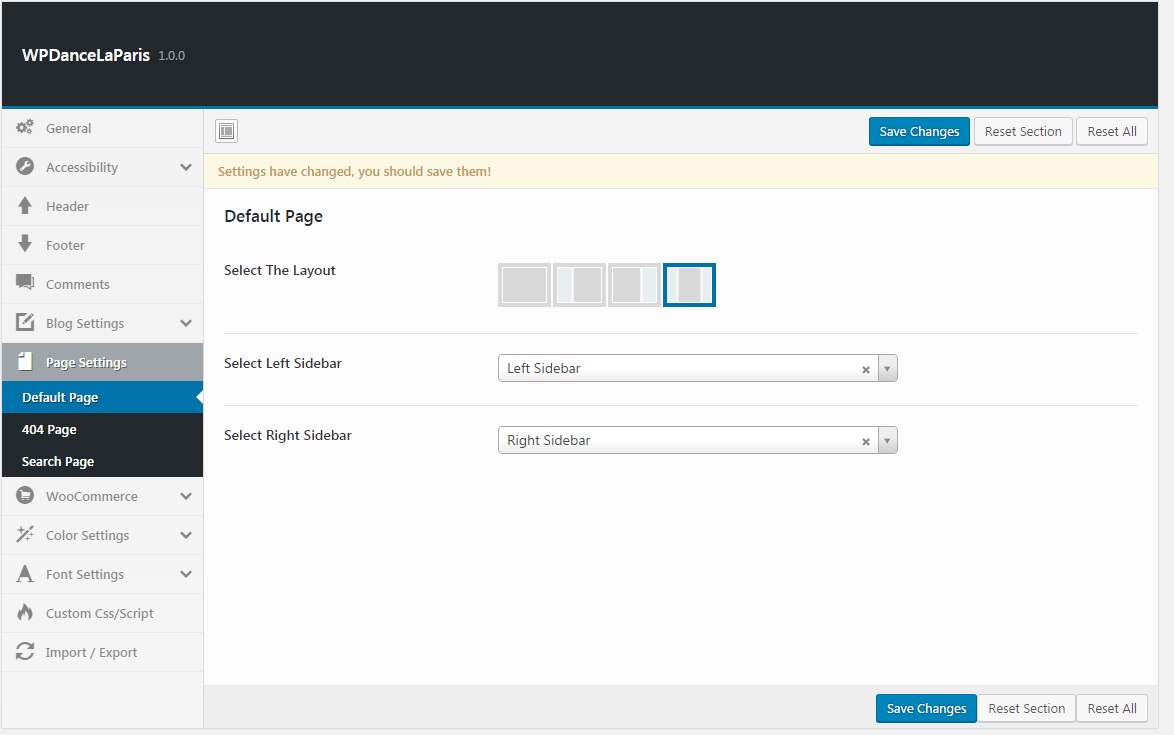 WPDanceLaParis 1.0.0
General
Accessibility
Header
Footer
Comments
Blog Settings
Page Settings
Default Page
404 Page
Search Page
WooCommerce
Color Settings
Font Settings
Custom Css/Script
Import / Export
Save Changes Reset Section Reset All
Settings have changed, you should save them!
Default Page
Select The Layout
Select Left Sidebar Left Sidebar
Select Right Sidebar Right Sidebar
Save Changes Reset Section Reset All